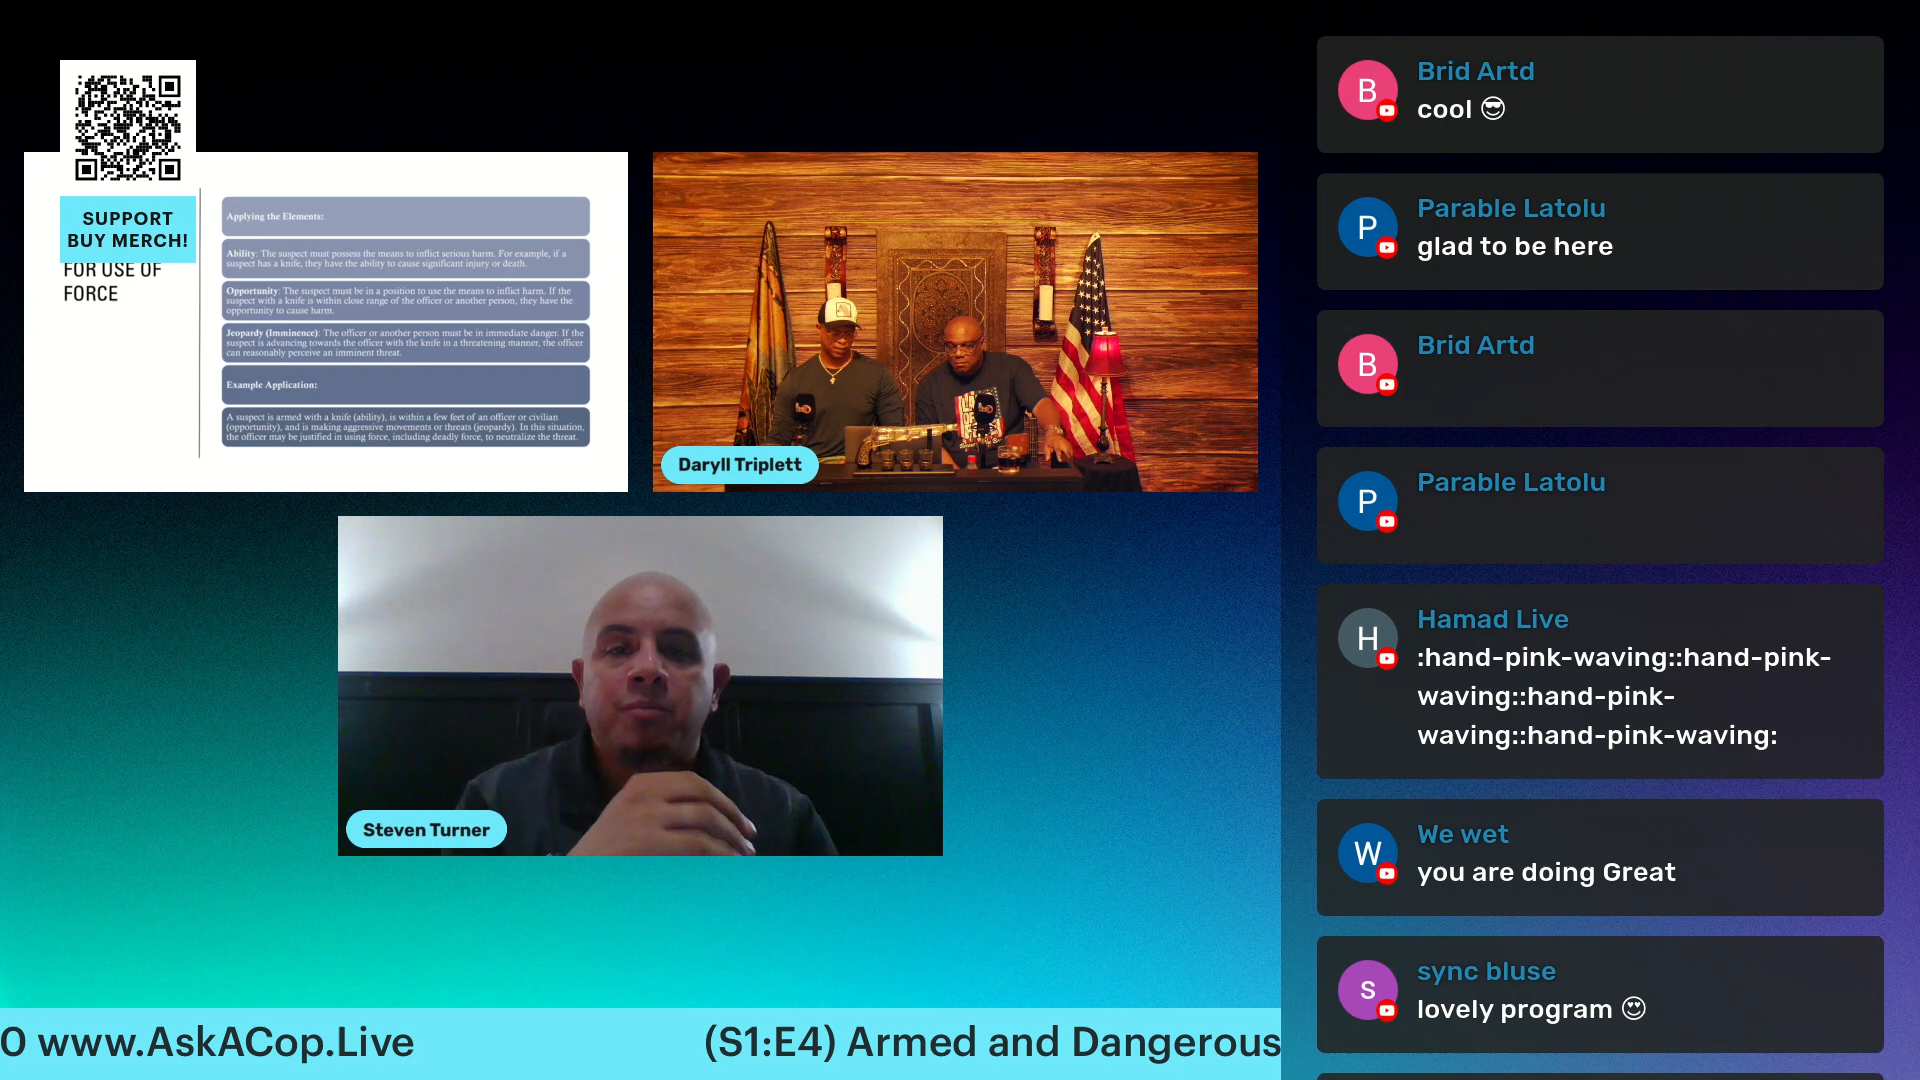 SUPPORT
BUY MERCH!
FOR USE OF
FORCE
Applying the Elements:
Ability: The suspect must possess the means to inflict serious harm. For example, if a
suspect has a knife, they have the ability to cause significant injury or death.
Opportunity: The suspect must be in a position to use the means to inflict harm. If the
suspect with a knife is within close range of the officer or another person, they have the
opportunity to cause harm.
Jeopardy (Imminence): The officer or another person must be in immediate danger. If the
suspect is advancing towards the officer with the knife in a threatening manner, the officer
can reasonably perceive an imminent threat.
Example Application:
A suspect is armed with a knife (ability), is within a few feet of an officer or civilian
(opportunity), and is making aggressive movements or threats (jeopardy). In this situation,
the officer may be justified in using force, including deadly force, to neutralize the threat.
Daryll Triplett
Steven Turner
0 www.AskACop.Live
(S1:E4) Armed and Dangerous
B
Brid Artd
cool 😎
P
Parable Latolu
glad to be here
B
Brid Artd
P
Parable Latolu
H
Hamad Live
:hand-pink-waving::hand-pink-
waving::hand-pink-
waving::hand-pink-waving:
W
We wet
you are doing Great
s
sync bluse
lovely program 😍